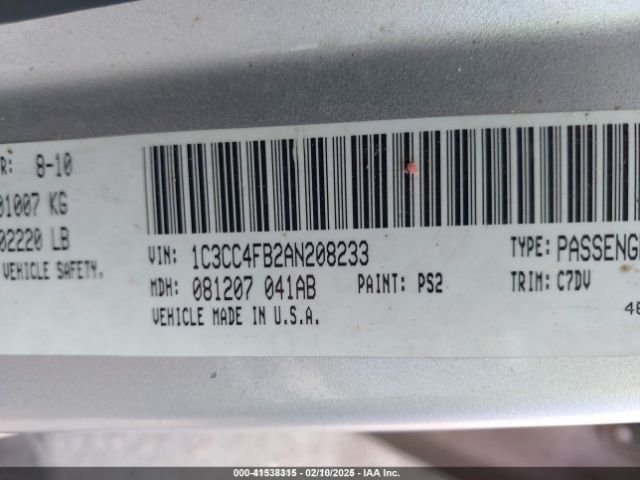 R: 8-10
01007 KG
02220 LB
VEHICLE SAFETY.
VIN: 1C3CC4FB2AN208233
TYPE: PASSENG
MDH: 081207 041AB
PAINT: PS2
TRIM: C7DV
VEHICLE MADE IN U.S.A.
48
000-41538315 - 02/10/2025 - IAA Inc.